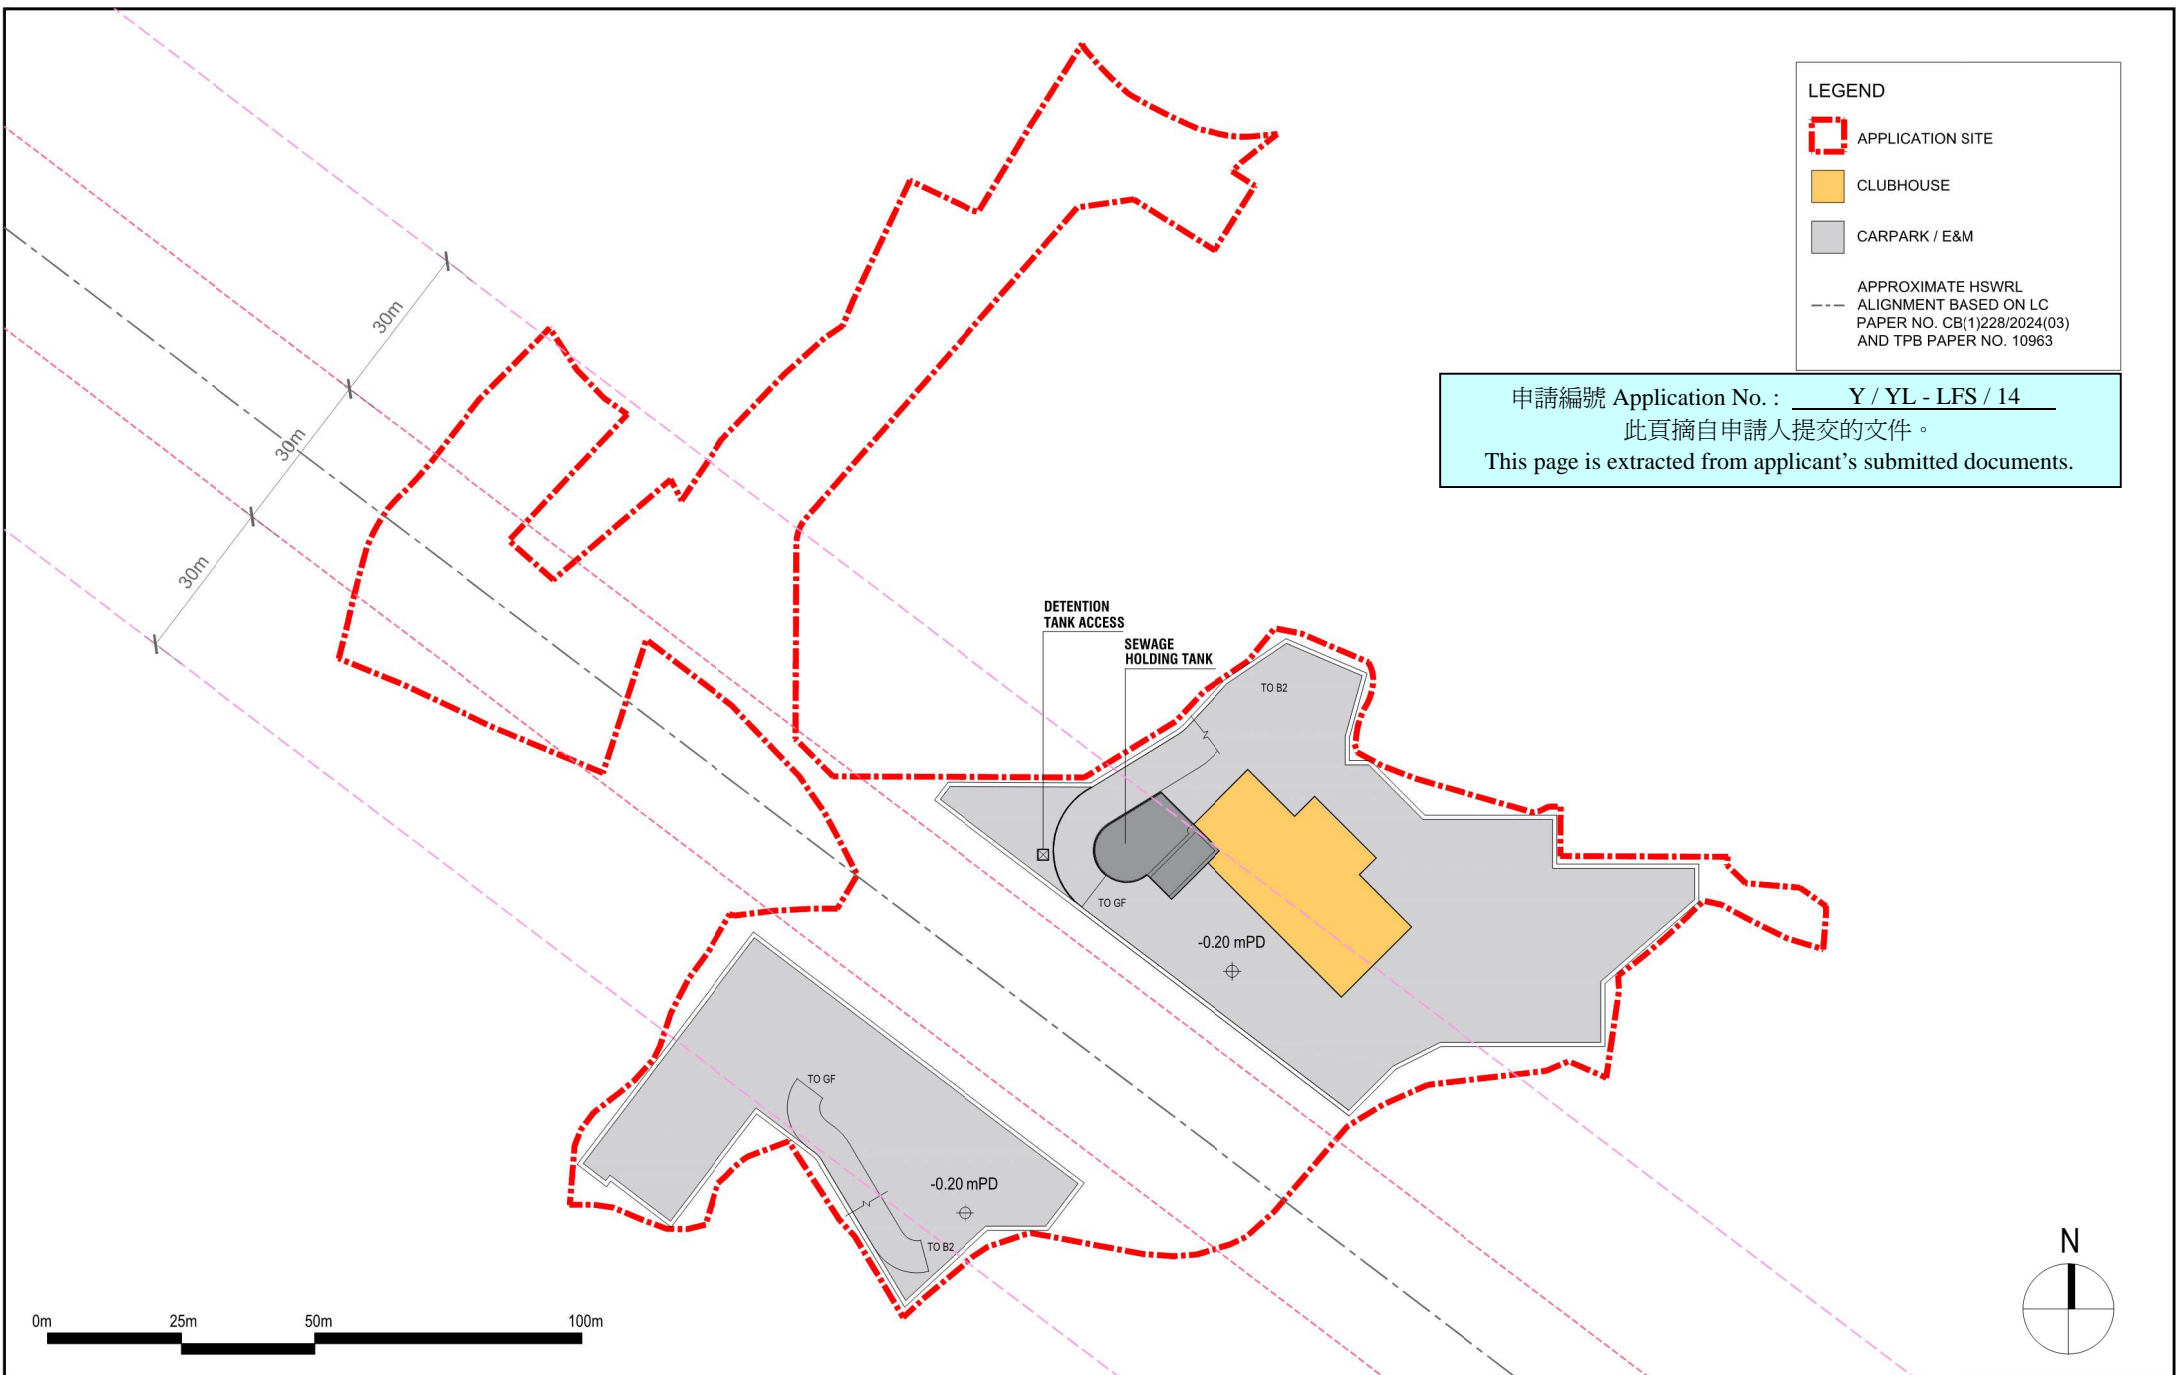 LEGEND
APPLICATION SITE
CLUBHOUSE
CARPARK / E&M
APPROXIMATE HSWRL
ALIGNMENT BASED ON LC
PAPER NO. CB(1)228/2024(03)
AND TPB PAPER NO. 10963
申請編號 Application No. : Y / YL - LFS / 14
此頁摘自申請人提交的文件。
This page is extracted from applicant's submitted documents.
30m
30m
30m
DETENTION
TANK ACCESS
SEWAGE
HOLDING TANK
TO B2
TO GF
-0.20 mPD
TO GF
-0.20 mPD
TO B2
N
0m 25m 50m 100m